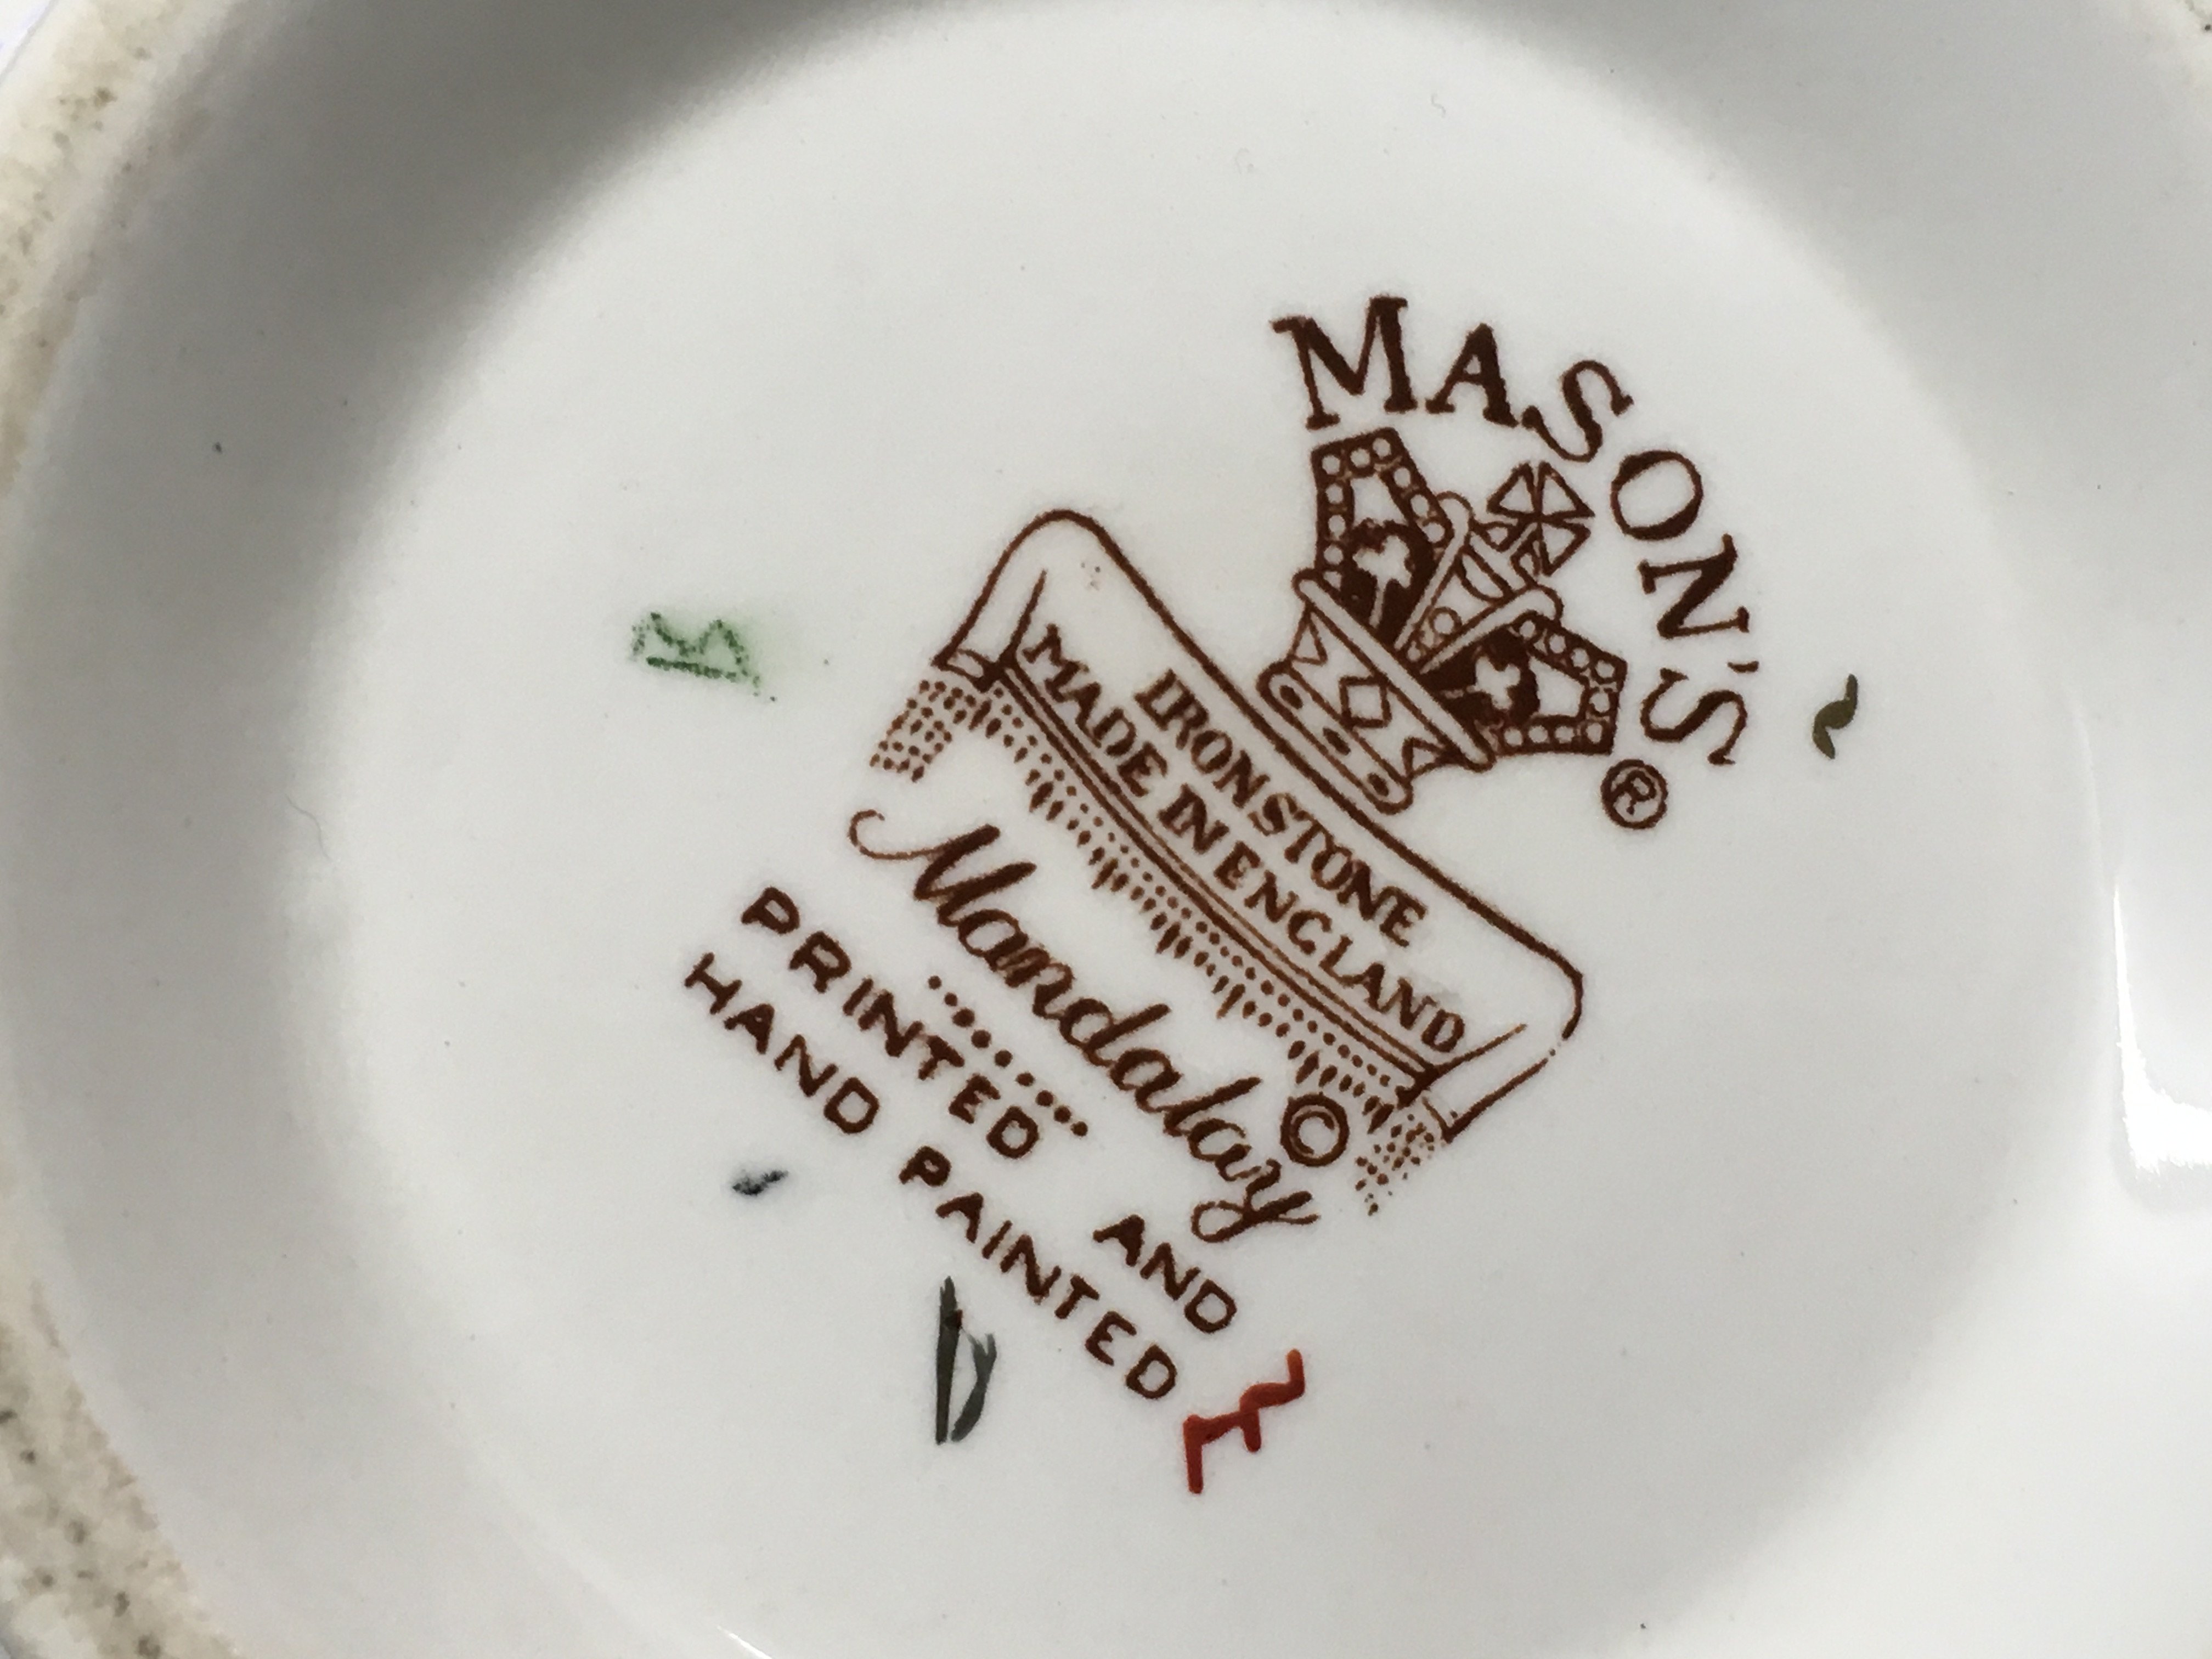 MASON'S
®
IRONSTONE
MADE IN ENGLAND
Mandalay ©
PRINTED AND
HAND PAINTED